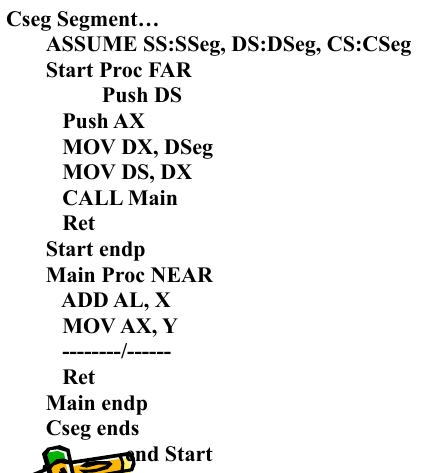 Cseg Segment…
ASSUME SS:SSeg, DS:DSeg, CS:CSeg
Start Proc FAR
Push DS
Push AX
MOV DX, DSeg
MOV DS, DX
CALL Main
Ret
Start endp
Main Proc NEAR
ADD AL, X
MOV AX, Y
--------/------
Ret
Main endp
Cseg ends
end Start